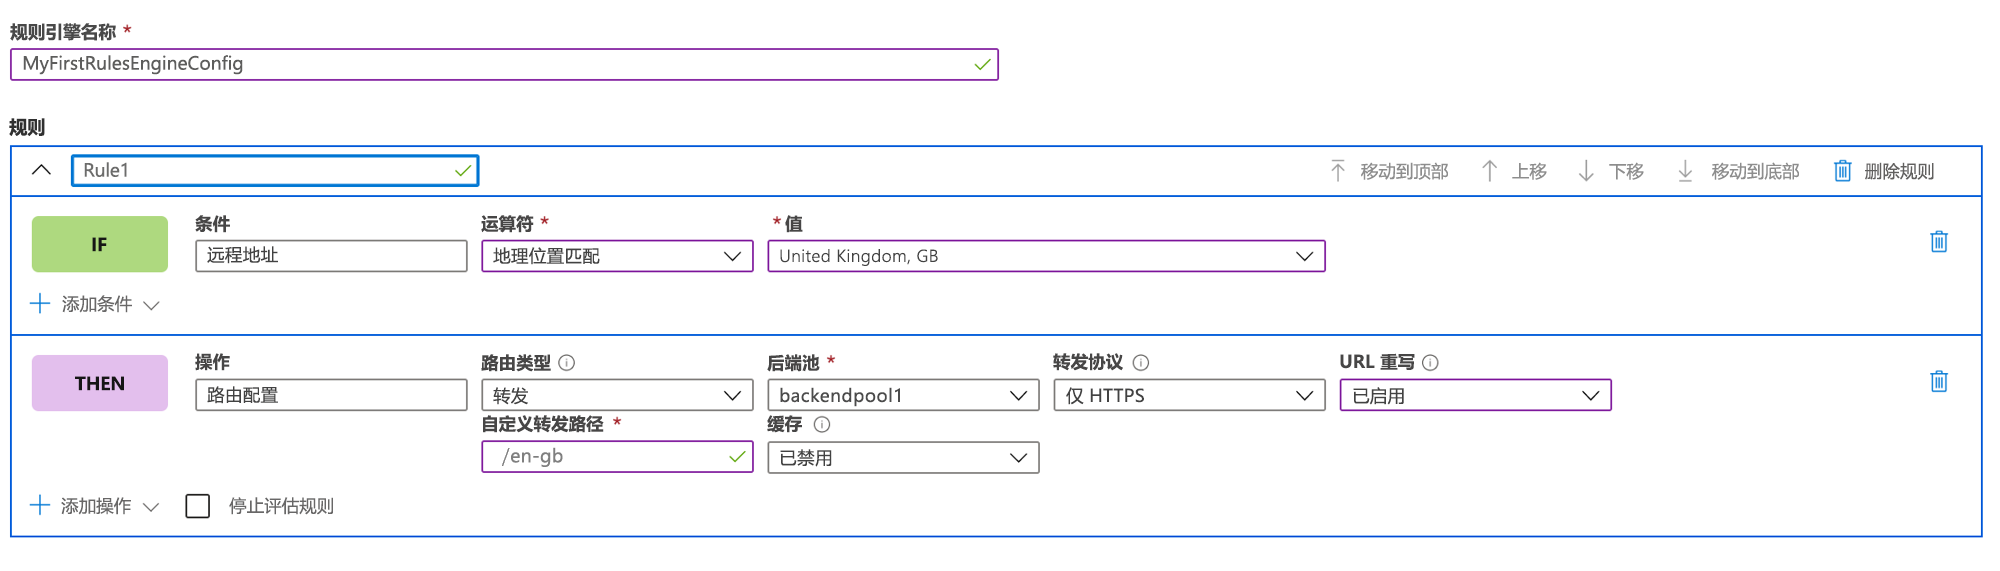 规则引擎名称 *
MyFirstRulesEngineConfig
规则
Rule1 移动到顶部 上移 下移 移动到底部 删除规则
条件 运算符 * * 值
IF 远程地址 地理位置匹配 United Kingdom, GB
添加条件
操作 路由类型 后端池 * 转发协议 URL 重写
THEN 路由配置 转发 backendpool1 仅 HTTPS 已启用
自定义转发路径 * 缓存
/en-gb 已禁用
添加操作 停止评估规则